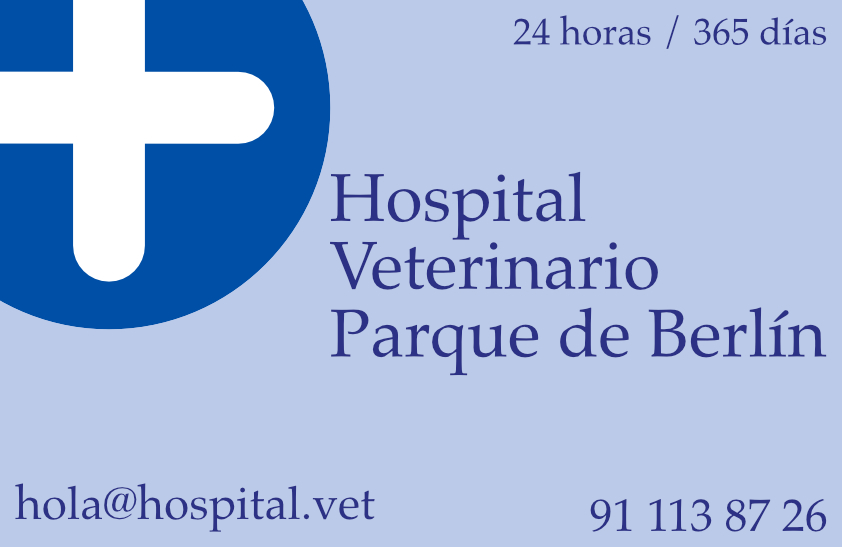 24 horas / 365 días
Hospital
Veterinario
Parque de Berlín
hola@hospital.vet
91 113 87 26